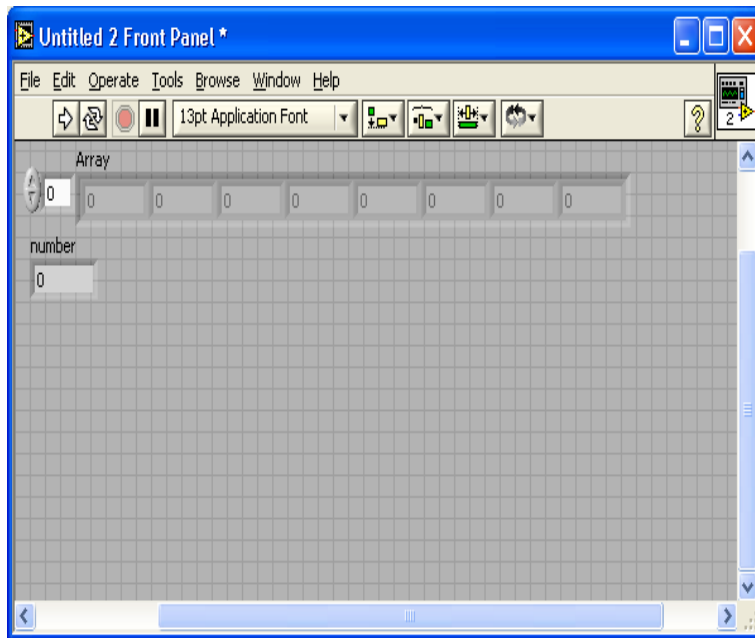 Untitled 2 Front Panel *
File Edit Operate Tools Browse Window Help
13pt Application Font ? 2
Array
0 0 0 0 0 0 0 0 0
number
0